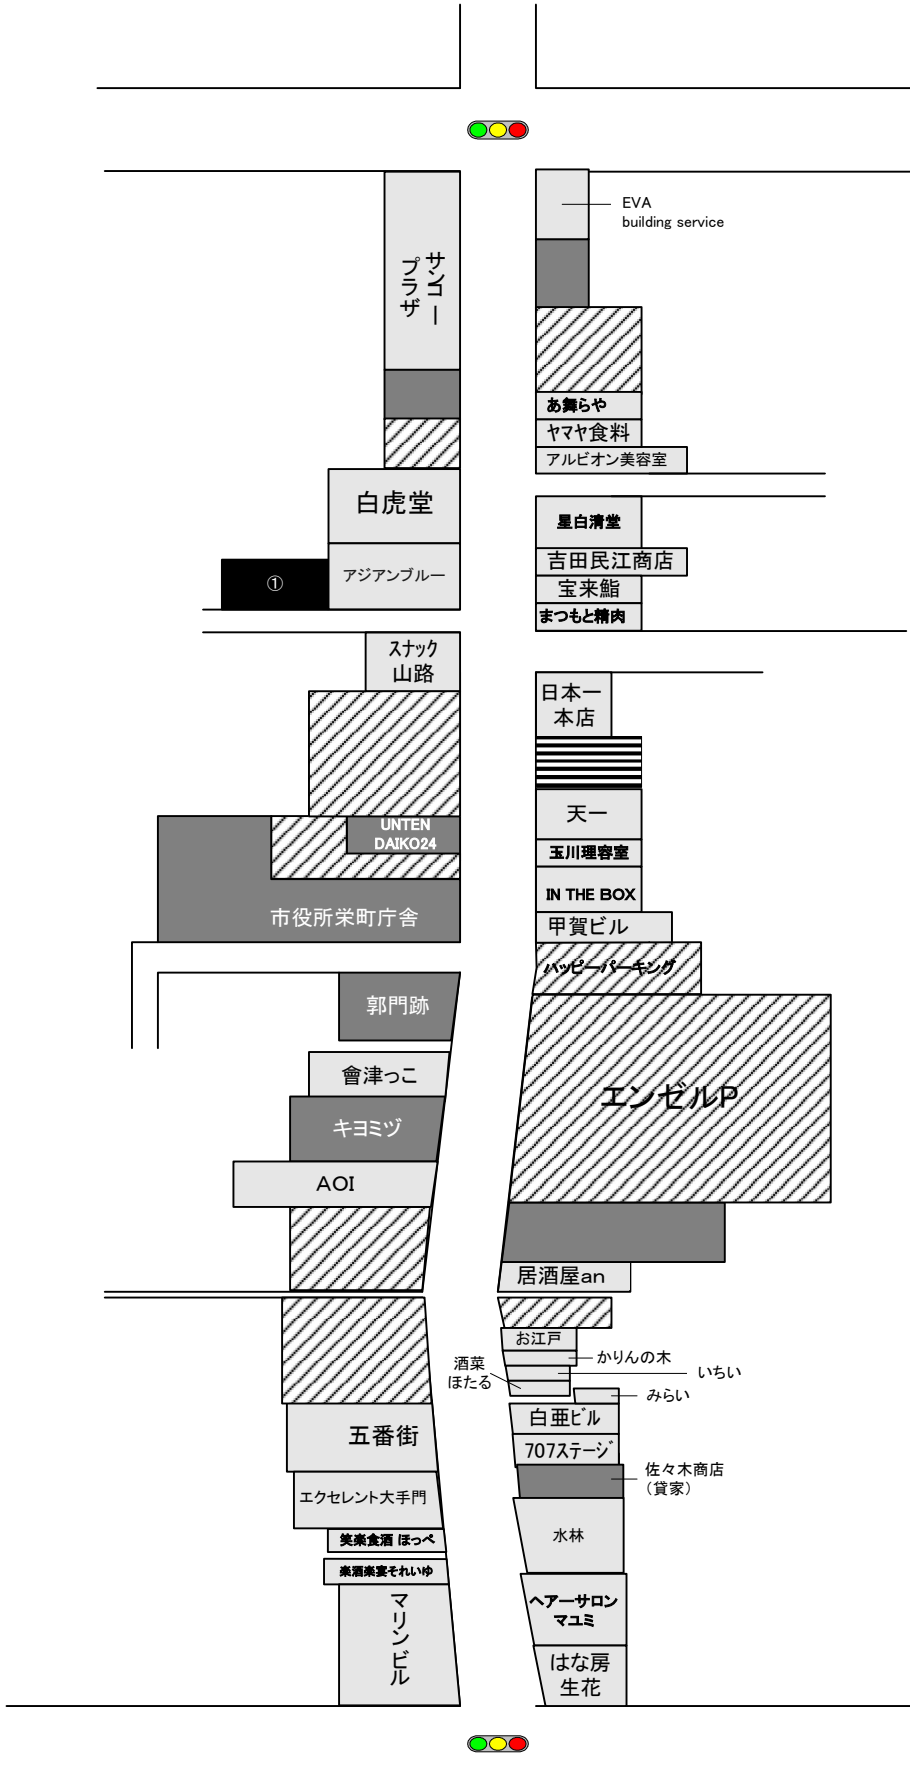 EVA
building service
サンコー
プラザ
あ舞らや
ヤマヤ食料
アルビオン美容室
白虎堂
星白清堂
吉田民江商店
アジアンブルー
①
宝来鮨
まつもと精肉
スナック
山路
日本一
本店
天一
UNTEN
DAIKO24
玉川理容室
IN THE BOX
市役所栄町庁舎
甲賀ビル
ハッピーパーキング
郭門跡
會津っこ
エンゼルP
キヨミヅ
AOI
居酒屋an
お江戸
かりんの木
酒菜
ほたる
いちい
みらい
白亜ビル
五番街
707ステージ
佐々木商店
(貸家)
エクセレント大手門
水林
笑楽食酒 ほっぺ
楽酒楽宴それいゆ
ヘアーサロン
マユミ
マリンビル
はな房
生花